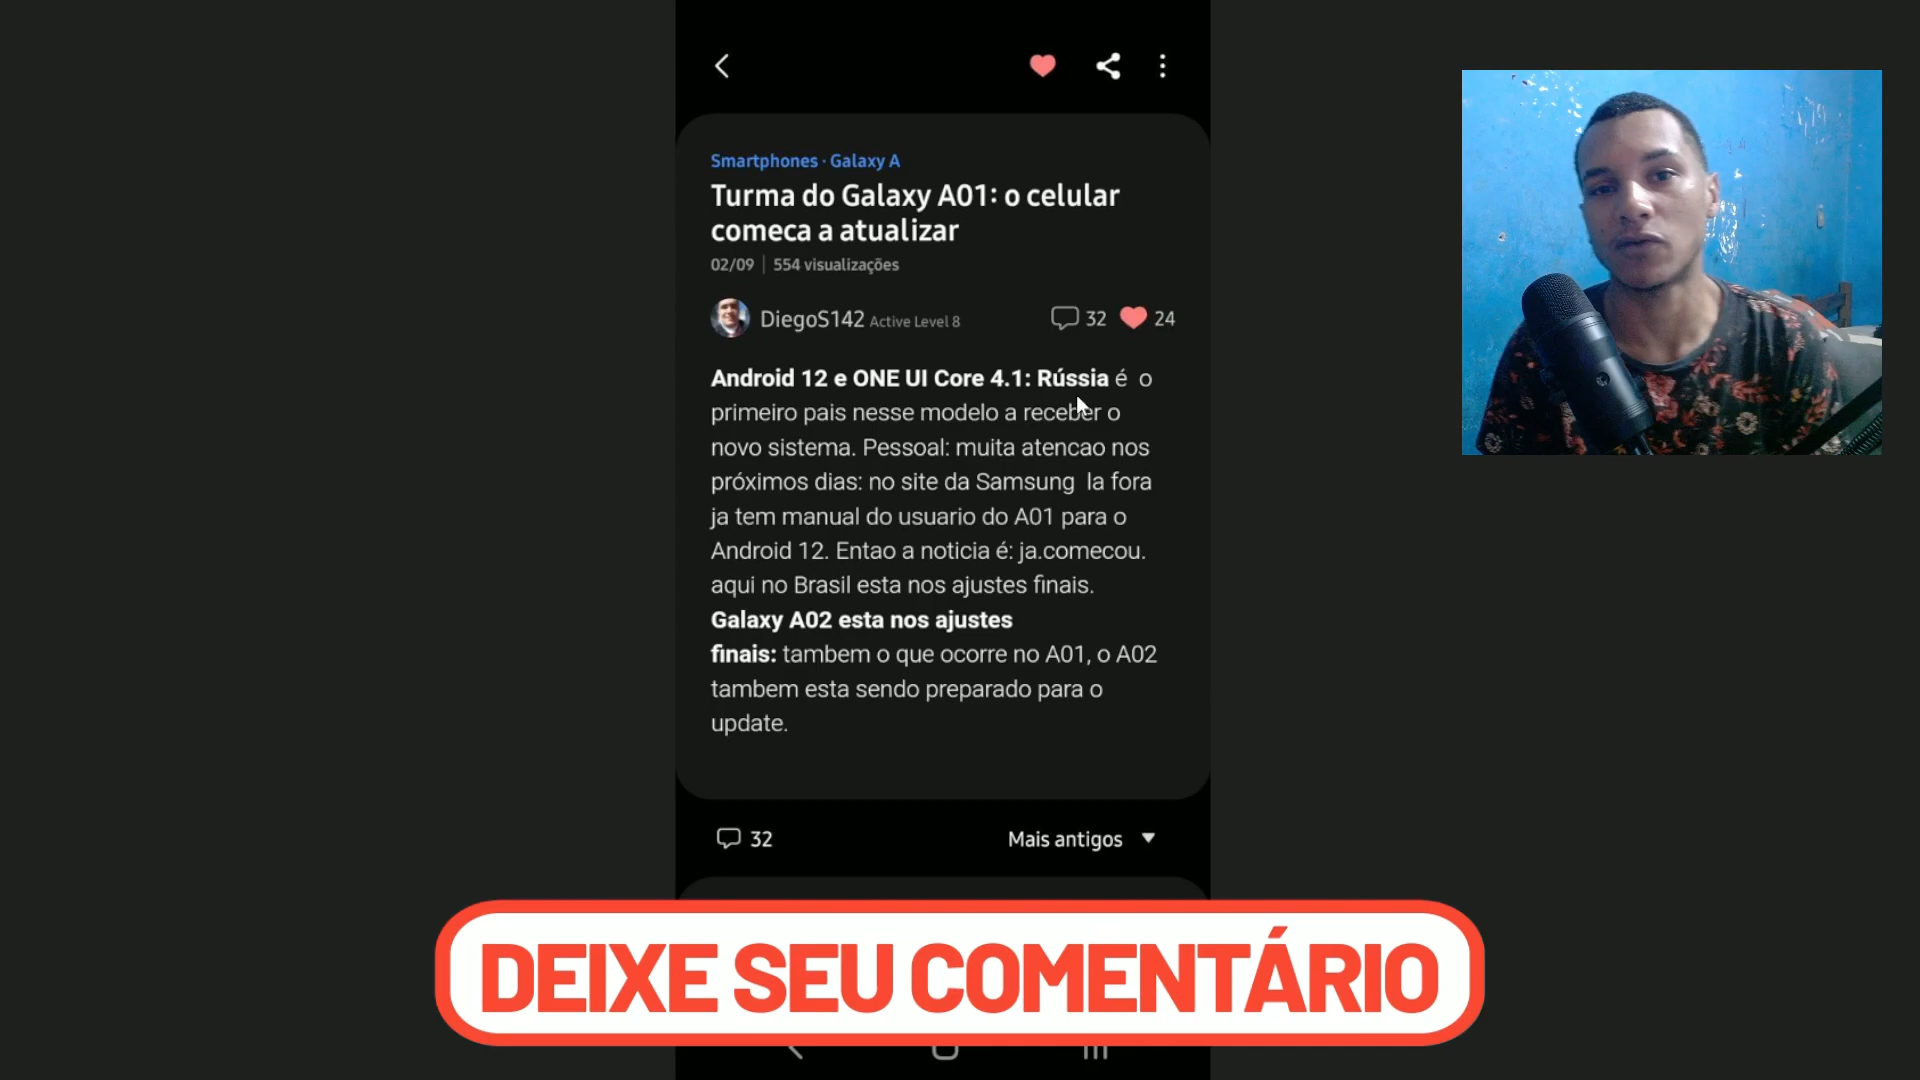 Smartphones · Galaxy A
Turma do Galaxy A01: o celular
comeca a atualizar
02/09 | 554 visualizações
DiegoS142 Active Level 8 32 24
Android 12 e ONE UI Core 4.1: Rússia é o
primeiro pais nesse modelo a receber o
novo sistema. Pessoal: muita atencao nos
próximos dias: no site da Samsung la fora
ja tem manual do usuario do A01 para o
Android 12. Entao a noticia é: ja.comecou.
aqui no Brasil esta nos ajustes finais.
Galaxy A02 esta nos ajustes
finais: tambem o que ocorre no A01, o A02
tambem esta sendo preparado para o
update.
32 Mais antigos
DEIXE SEU COMENTÁRIO